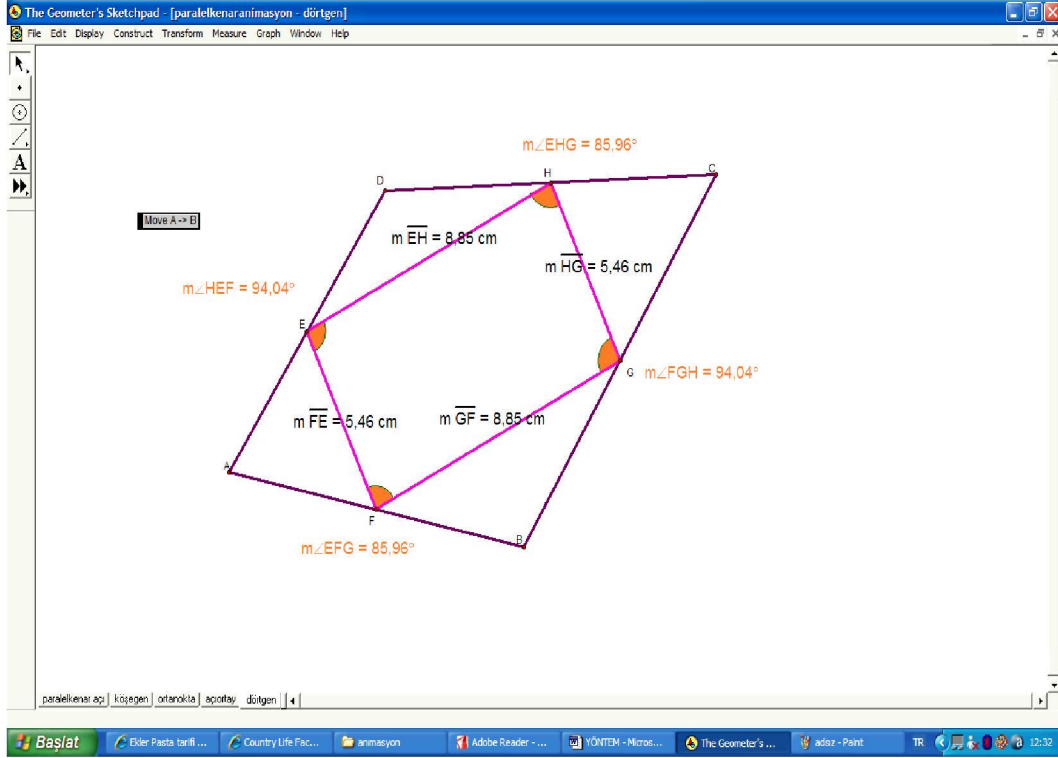 The Geometer's Sketchpad - [paralelkenaranimasyon - dörtgen]
File Edit Display Construct Transform Measure Graph Window Help
A
Move A -> B
m∠EHG = 85,96°
D
H
C
m EH = 8,85 cm
m HG = 5,46 cm
m∠HEF = 94,04°
E
G
m∠FGH = 94,04°
m FE = 5,46 cm
m GF = 8,85 cm
A
F
B
m∠EFG = 85,96°
paralelkenar açı köşegen ortanokta açıortay dörtgen
Başlat Ekler Pasta tarifi ... Country Life Fac... animasyon Adobe Reader - ... YÖNTEM - Micros... The Geometer's ... adsız - Paint TR 12:32